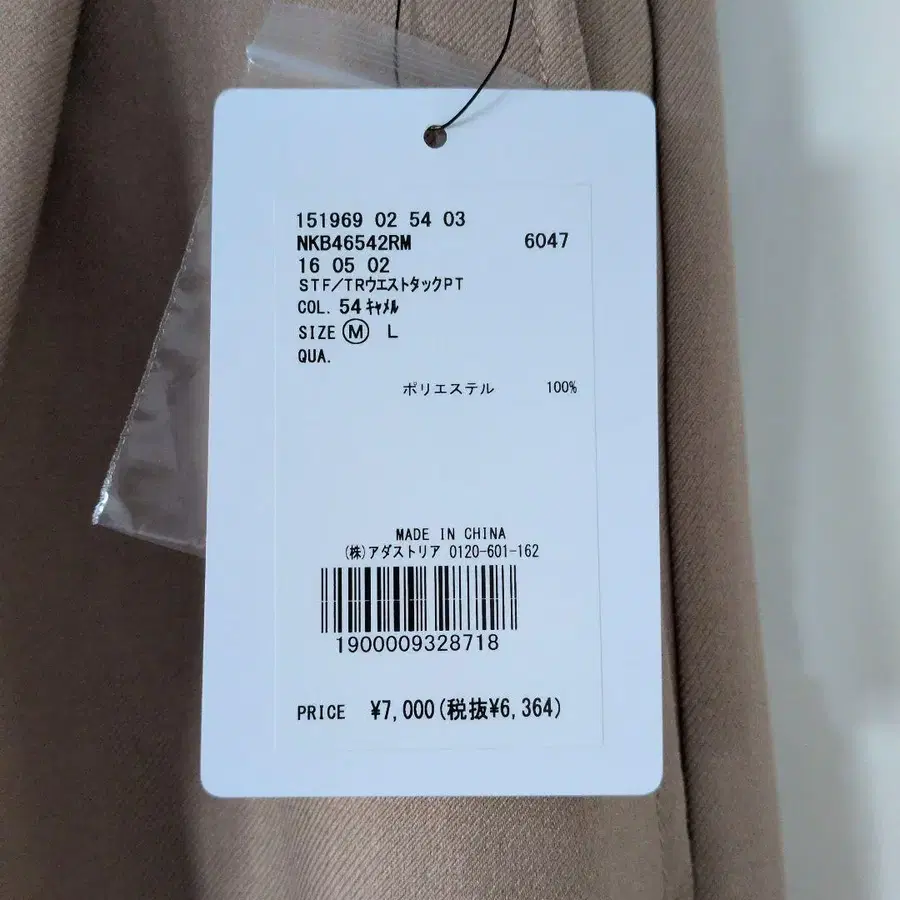 151969 02 54 03
NKB46542RM 6047
16 05 02
STF/TRウエストタックPT
COL. 54 ｷｬﾒﾙ
SIZE Ⓜ L
QUA.
ポリエステル 100%
MADE IN CHINA
(株)アダストリア 0120-601-162
1900009328718
PRICE ¥7,000(税抜¥6,364)